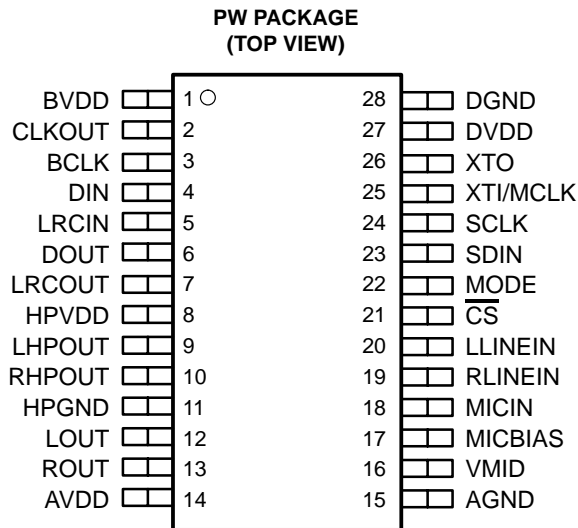 PW PACKAGE
(TOP VIEW)
BVDD 1 28 DGND
CLKOUT 2 27 DVDD
BCLK 3 26 XTO
DIN 4 25 XTI/MCLK
LRCIN 5 24 SCLK
DOUT 6 23 SDIN
LRCOUT 7 22 MODE
HPVDD 8 21 C̅S̅
LHPOUT 9 20 LLINEIN
RHPOUT 10 19 RLINEIN
HPGND 11 18 MICIN
LOUT 12 17 MICBIAS
ROUT 13 16 VMID
AVDD 14 15 AGND